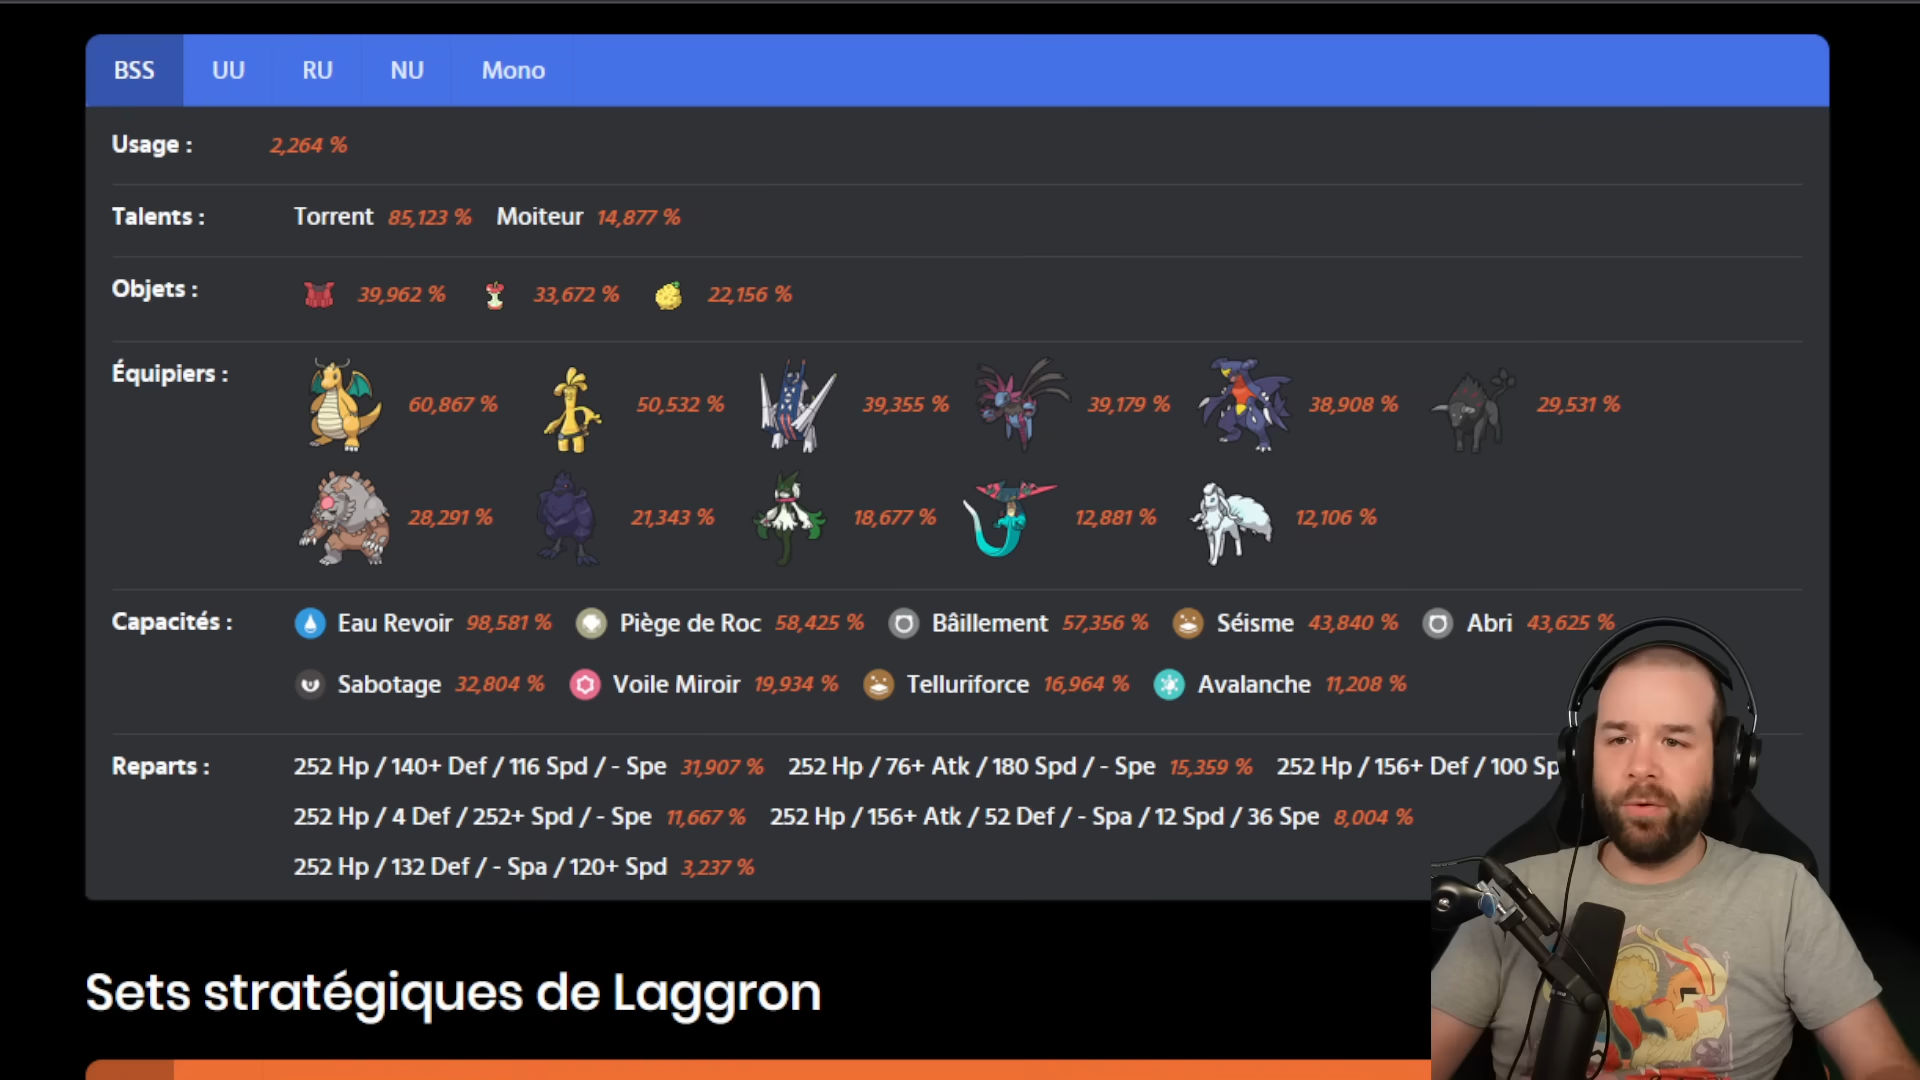 BSS UU RU NU Mono
Usage : 2,264 %
Talents : Torrent 85,123 % Moiteur 14,877 %
Objets : 39,962 % 33,672 % 22,156 %
Équipiers : 60,867 % 50,532 % 39,355 % 39,179 % 38,908 % 29,531 %
28,291 % 21,343 % 18,677 % 12,881 % 12,106 %
Capacités : Eau Revoir 98,581 % Piège de Roc 58,425 % Bâillement 57,356 % Séisme 43,840 % Abri 43,625 %
Sabotage 32,804 % Voile Miroir 19,934 % Telluriforce 16,964 % Avalanche 11,208 %
Reparts : 252 Hp / 140+ Def / 116 Spd / - Spe 31,907 % 252 Hp / 76+ Atk / 180 Spd / - Spe 15,359 % 252 Hp / 156+ Def / 100 Sp
252 Hp / 4 Def / 252+ Spd / - Spe 11,667 % 252 Hp / 156+ Atk / 52 Def / - Spa / 12 Spd / 36 Spe 8,004 %
252 Hp / 132 Def / - Spa / 120+ Spd 3,237 %
Sets stratégiques de Laggron